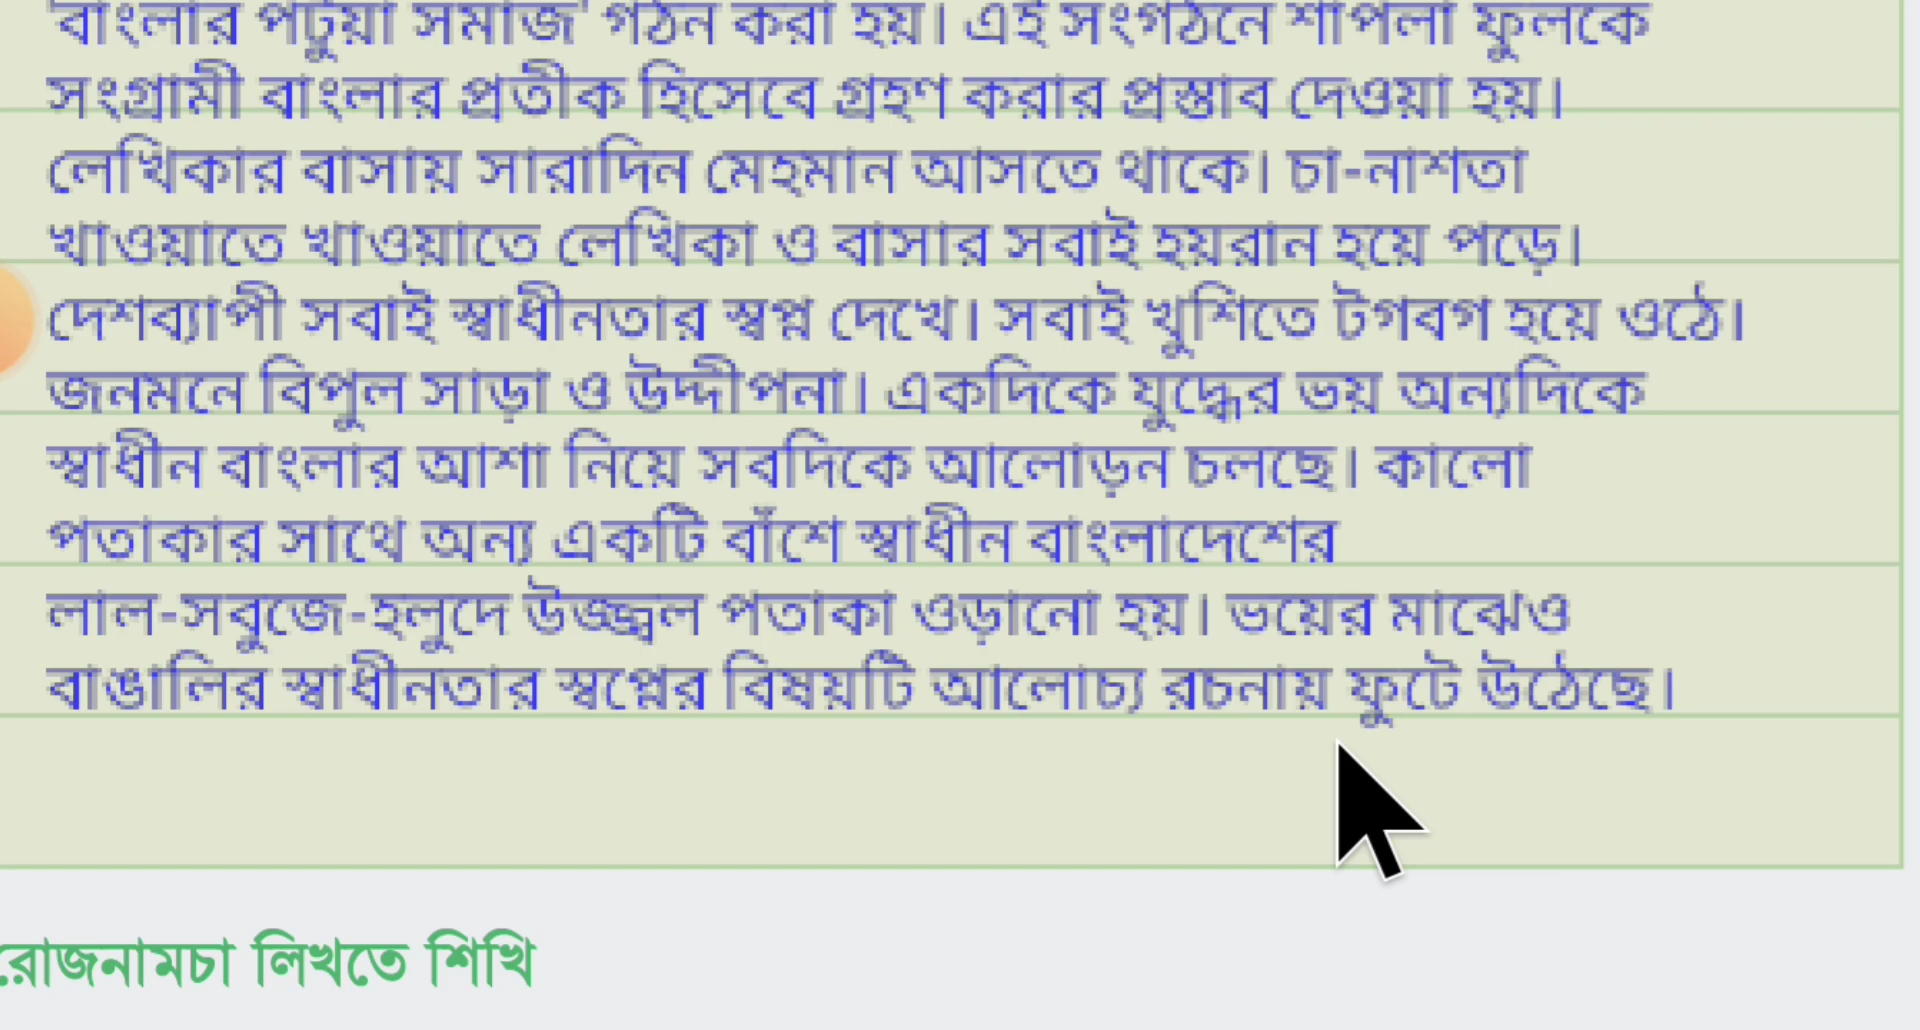 'বাংলার পটুয়া সমাজ' গঠন করা হয়। এই সংগঠনে শাপলা ফুলকে
সংগ্রামী বাংলার প্রতীক হিসেবে গ্রহণ করার প্রস্তাব দেওয়া হয়।
লেখিকার বাসায় সারাদিন মেহমান আসতে থাকে। চা-নাশতা
খাওয়াতে খাওয়াতে লেখিকা ও বাসার সবাই হয়রান হয়ে পড়ে।
দেশব্যাপী সবাই স্বাধীনতার স্বপ্ন দেখে। সবাই খুশিতে টগবগ হয়ে ওঠে।
জনমনে বিপুল সাড়া ও উদ্দীপনা। একদিকে যুদ্ধের ভয় অন্যদিকে
স্বাধীন বাংলার আশা নিয়ে সবদিকে আলোড়ন চলছে। কালো
পতাকার সাথে অন্য একটি বাঁশে স্বাধীন বাংলাদেশের
লাল-সবুজে-হলুদে উজ্জ্বল পতাকা ওড়ানো হয়। ভয়ের মাঝেও
বাঙালির স্বাধীনতার স্বপ্নের বিষয়টি আলোচ্য রচনায় ফুটে উঠেছে।
রোজনামচা লিখতে শিখি